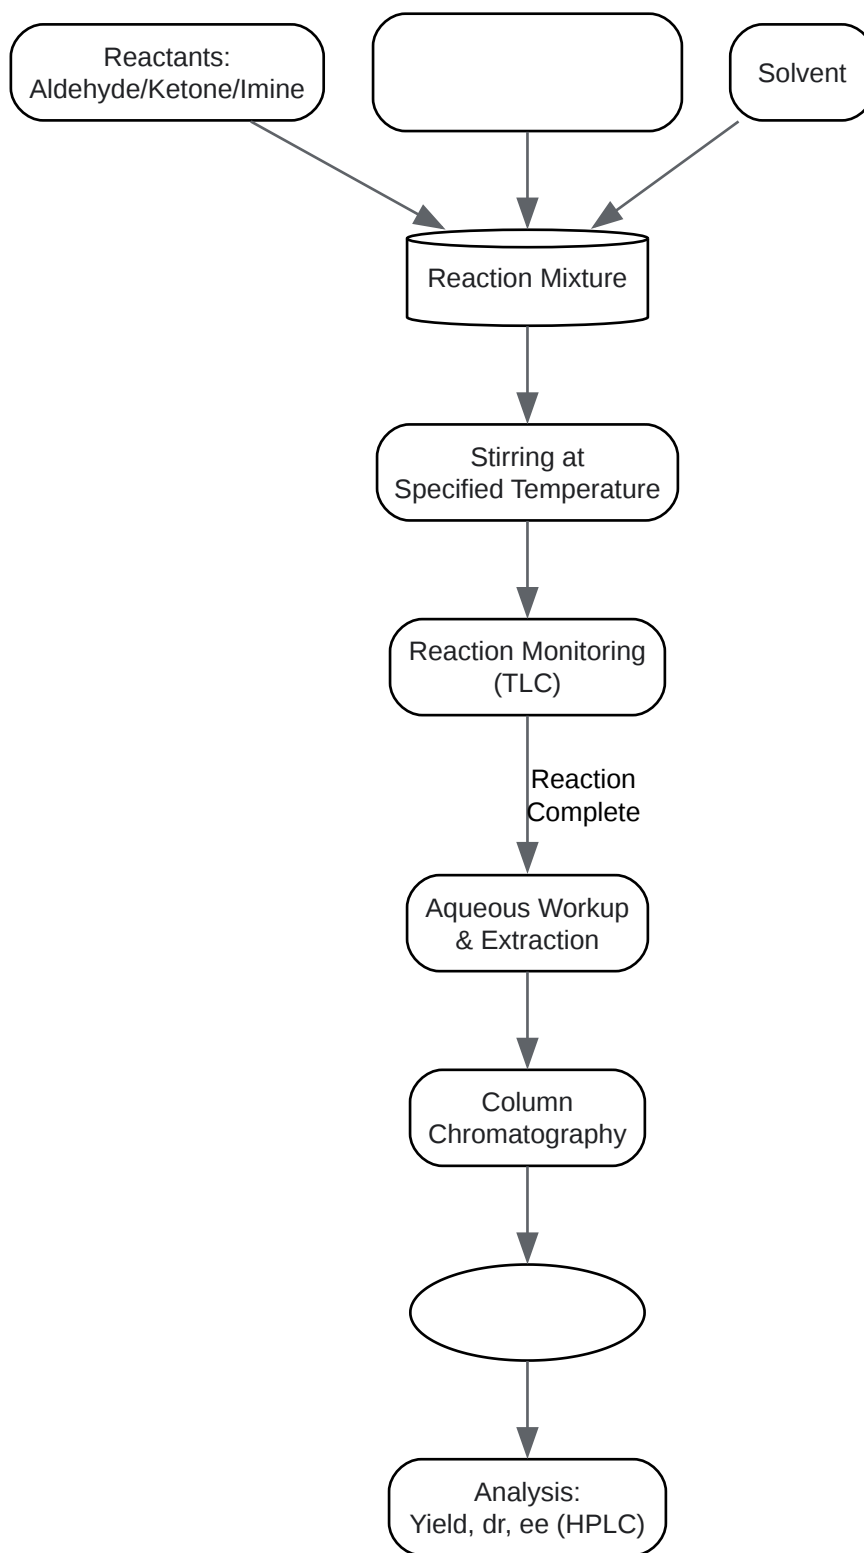 Reactants:
Aldehyde/Ketone/Imine
Solvent
Reaction Mixture
Stirring at
Specified Temperature
Reaction Monitoring
(TLC)
Reaction
Complete
Aqueous Workup
& Extraction
Column
Chromatography
Analysis:
Yield, dr, ee (HPLC)